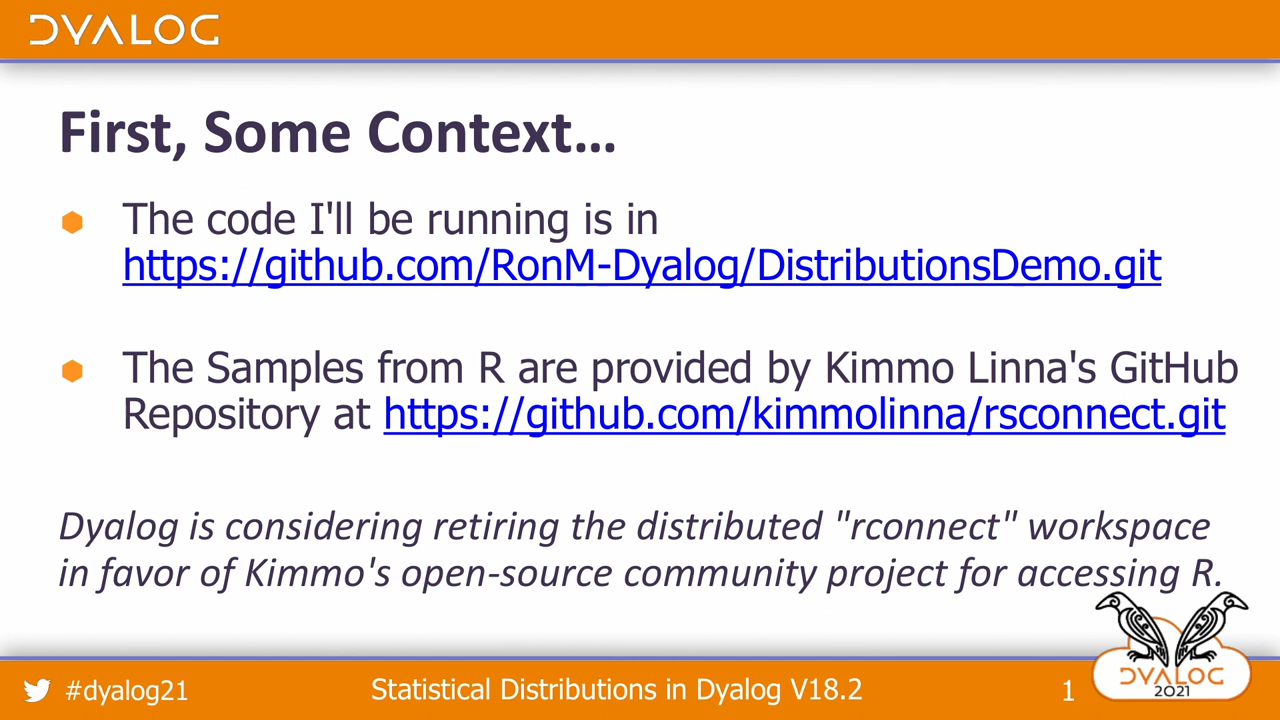 DYALOG
First, Some Context…
The code I'll be running is in
https://github.com/RonM-Dyalog/DistributionsDemo.git
The Samples from R are provided by Kimmo Linna's GitHub
Repository at https://github.com/kimmolinna/rsconnect.git
Dyalog is considering retiring the distributed "rconnect" workspace
in favor of Kimmo's open-source community project for accessing R.
#dyalog21
Statistical Distributions in Dyalog V18.2
1
DYALOG
2021